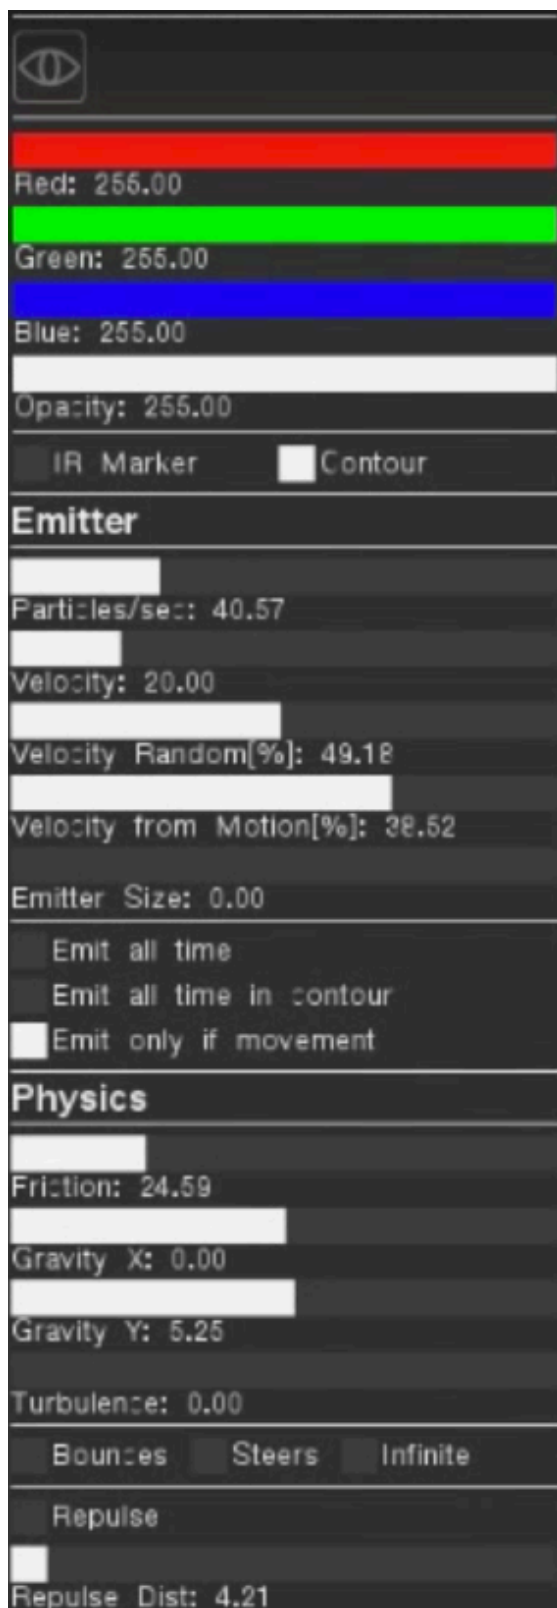 Red: 255.00
Green: 255.00
Blue: 255.00
Opacity: 255.00
IR Marker Contour
Emitter
Particles/sec: 40.57
Velocity: 20.00
Velocity Random[%]: 49.18
Velocity from Motion[%]: 38.52
Emitter Size: 0.00
Emit all time
Emit all time in contour
Emit only if movement
Physics
Friction: 24.59
Gravity X: 0.00
Gravity Y: 5.25
Turbulence: 0.00
Bounces Steers Infinite
Repulse
Repulse Dist: 4.21